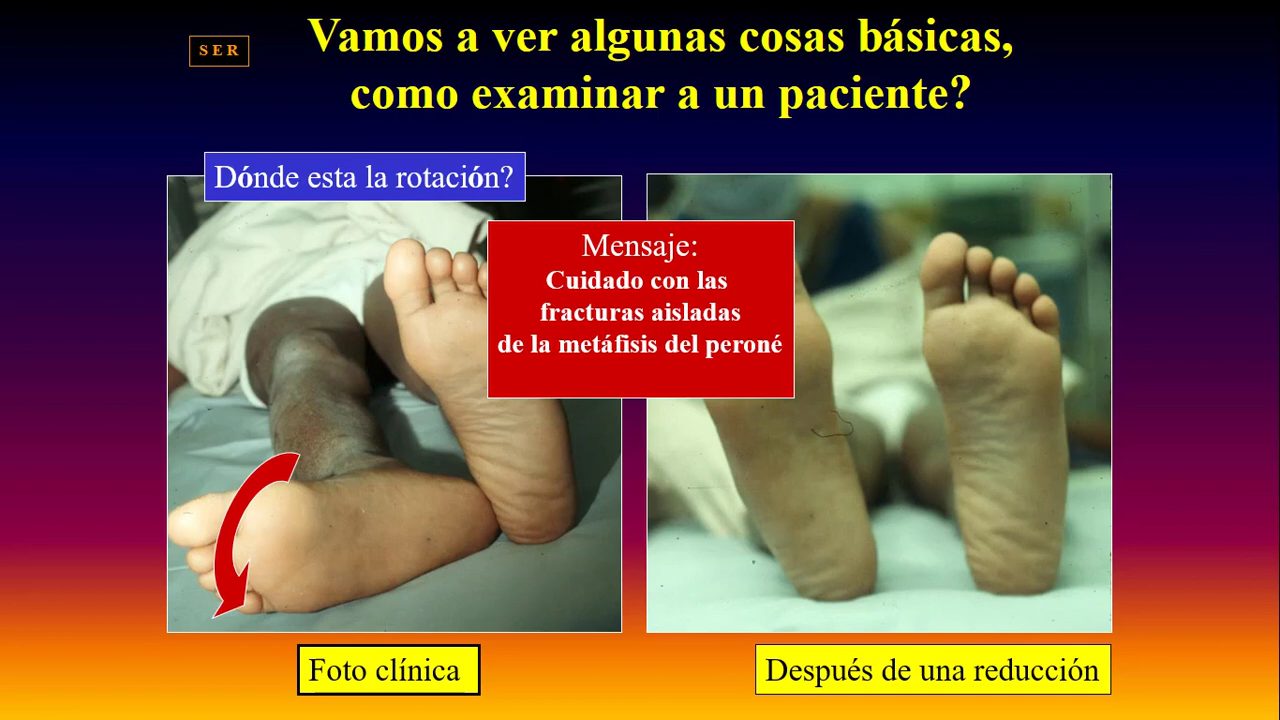 SER
Vamos a ver algunas cosas básicas,
como examinar a un paciente?
Dónde esta la rotación?
Mensaje:
Cuidado con las
fracturas aisladas
de la metáfisis del peroné
Foto clínica
Después de una reducción